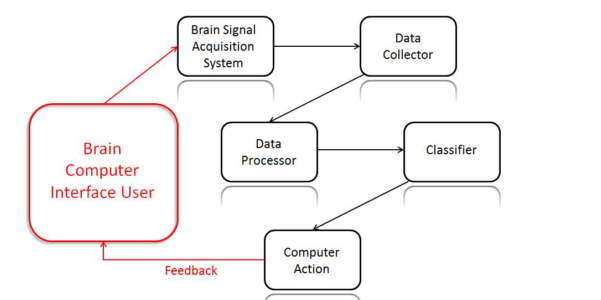 Brain Signal
Acquisition
System
Data
Collector
Brain
Computer
Interface User
Data
Processor
Classifier
Computer
Action
Feedback